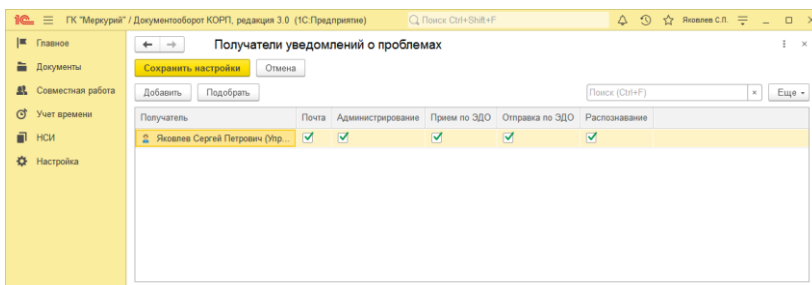 1С ГК "Меркурий" / Документооборот КОРП, редакция 3.0 (1С:Предприятие) Поиск Ctrl+Shift+F Яковлев С.П.
Главное
Получатели уведомлений о проблемах
Документы
Сохранить настройки Отмена
Совместная работа
Добавить Подобрать Поиск (Ctrl+F) × Еще
Учет времени
Получатель Почта Администрирование Прием по ЭДО Отправка по ЭДО Распознавание
НСИ
Яковлев Сергей Петрович (Упр...
Настройка